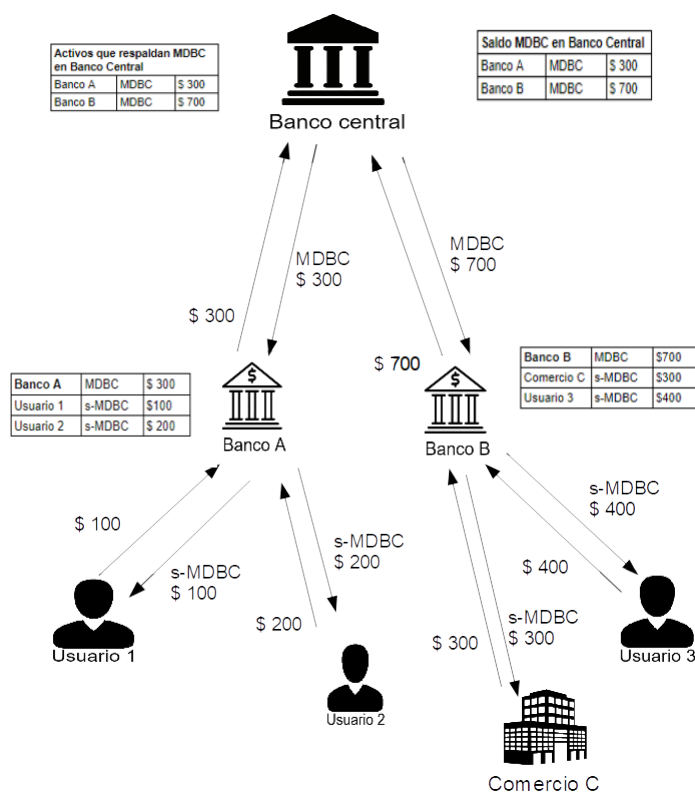 Activos que respaldan MDBC
en Banco Central
Banco A MDBC $ 300
Banco B MDBC $ 700
Saldo MDBC en Banco Central
Banco A MDBC $ 300
Banco B MDBC $ 700
Banco central
MDBC
$ 300
$ 300
MDBC
$ 700
$ 700
Banco A MDBC $ 300
Usuario 1 s-MDBC $100
Usuario 2 s-MDBC $ 200
$
Banco A
$
Banco B
Banco B MDBC $700
Comercio C s-MDBC $300
Usuario 3 s-MDBC $400
$ 100
s-MDBC
$ 100
s-MDBC
$ 200
$ 200
s-MDBC
$ 400
$ 400
s-MDBC
$ 300
$ 300
Usuario 1
Usuario 2
Usuario 3
Comercio C